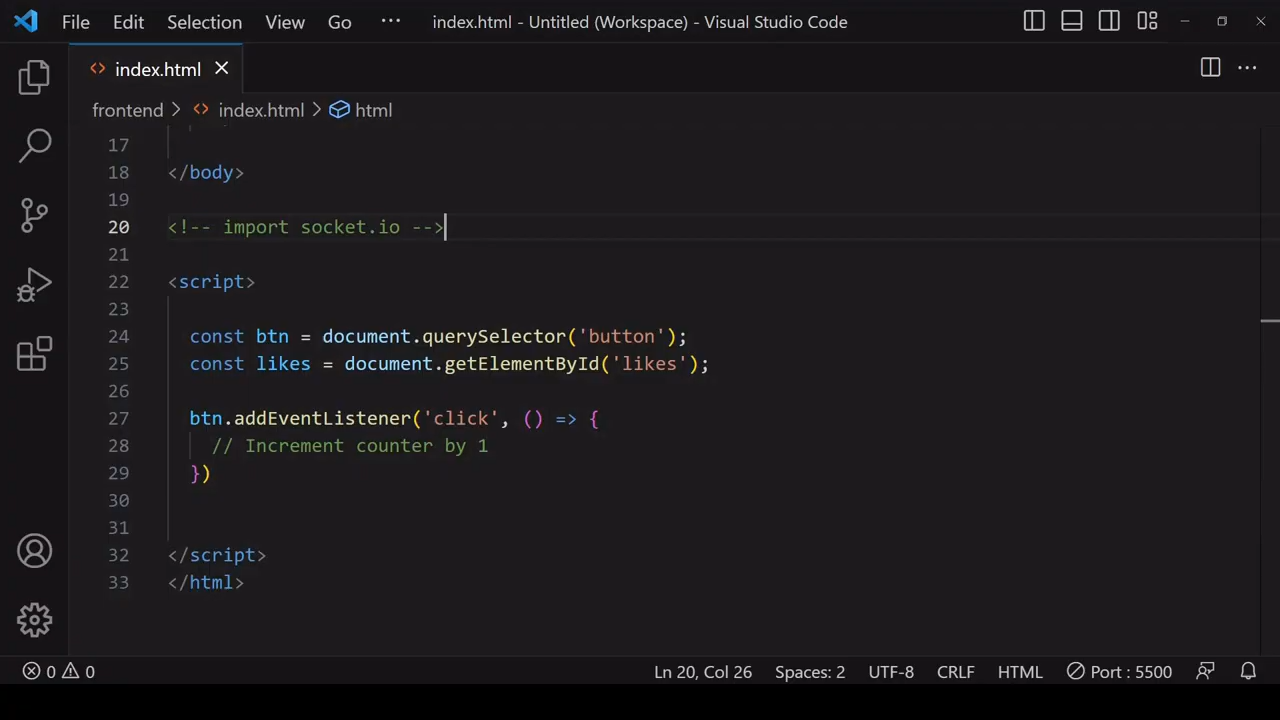 File Edit Selection View Go ··· index.html - Untitled (Workspace) - Visual Studio Code
<> index.html ×
frontend > <> index.html > html
17
18 </body>
19
20 <!-- import socket.io -->
21
22 <script>
23
24 const btn = document.querySelector('button');
25 const likes = document.getElementById('likes');
26
27 btn.addEventListener('click', () => {
28 // Increment counter by 1
29 })
30
31
32 </script>
33 </html>
0 0 Ln 20, Col 26 Spaces: 2 UTF-8 CRLF HTML Port : 5500